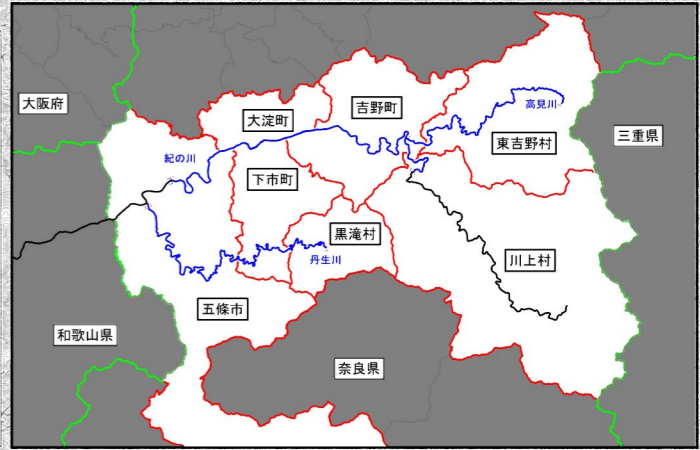 大阪府
大淀町
吉野町
高見川
東吉野村
三重県
紀の川
下市町
黒滝村
丹生川
川上村
五條市
和歌山県
奈良県